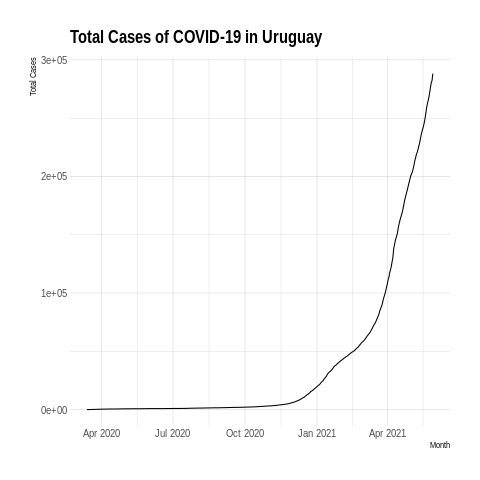 Total Cases of COVID-19 in Uruguay
Total Cases
3e+05
2e+05
1e+05
0e+00
Apr 2020 Jul 2020 Oct 2020 Jan 2021 Apr 2021
Month